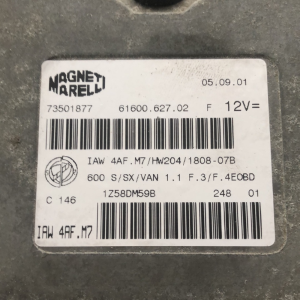 MAGNETI
MARELLI
05.09.01
73501877 61600.627.02 F 12V=
IAW 4AF.M7/HW204/1808-07B
600 S/SX/VAN 1.1 F.3/F.4EOBD
C 146 1Z58DM59B 248 01
IAW 4AF.M7